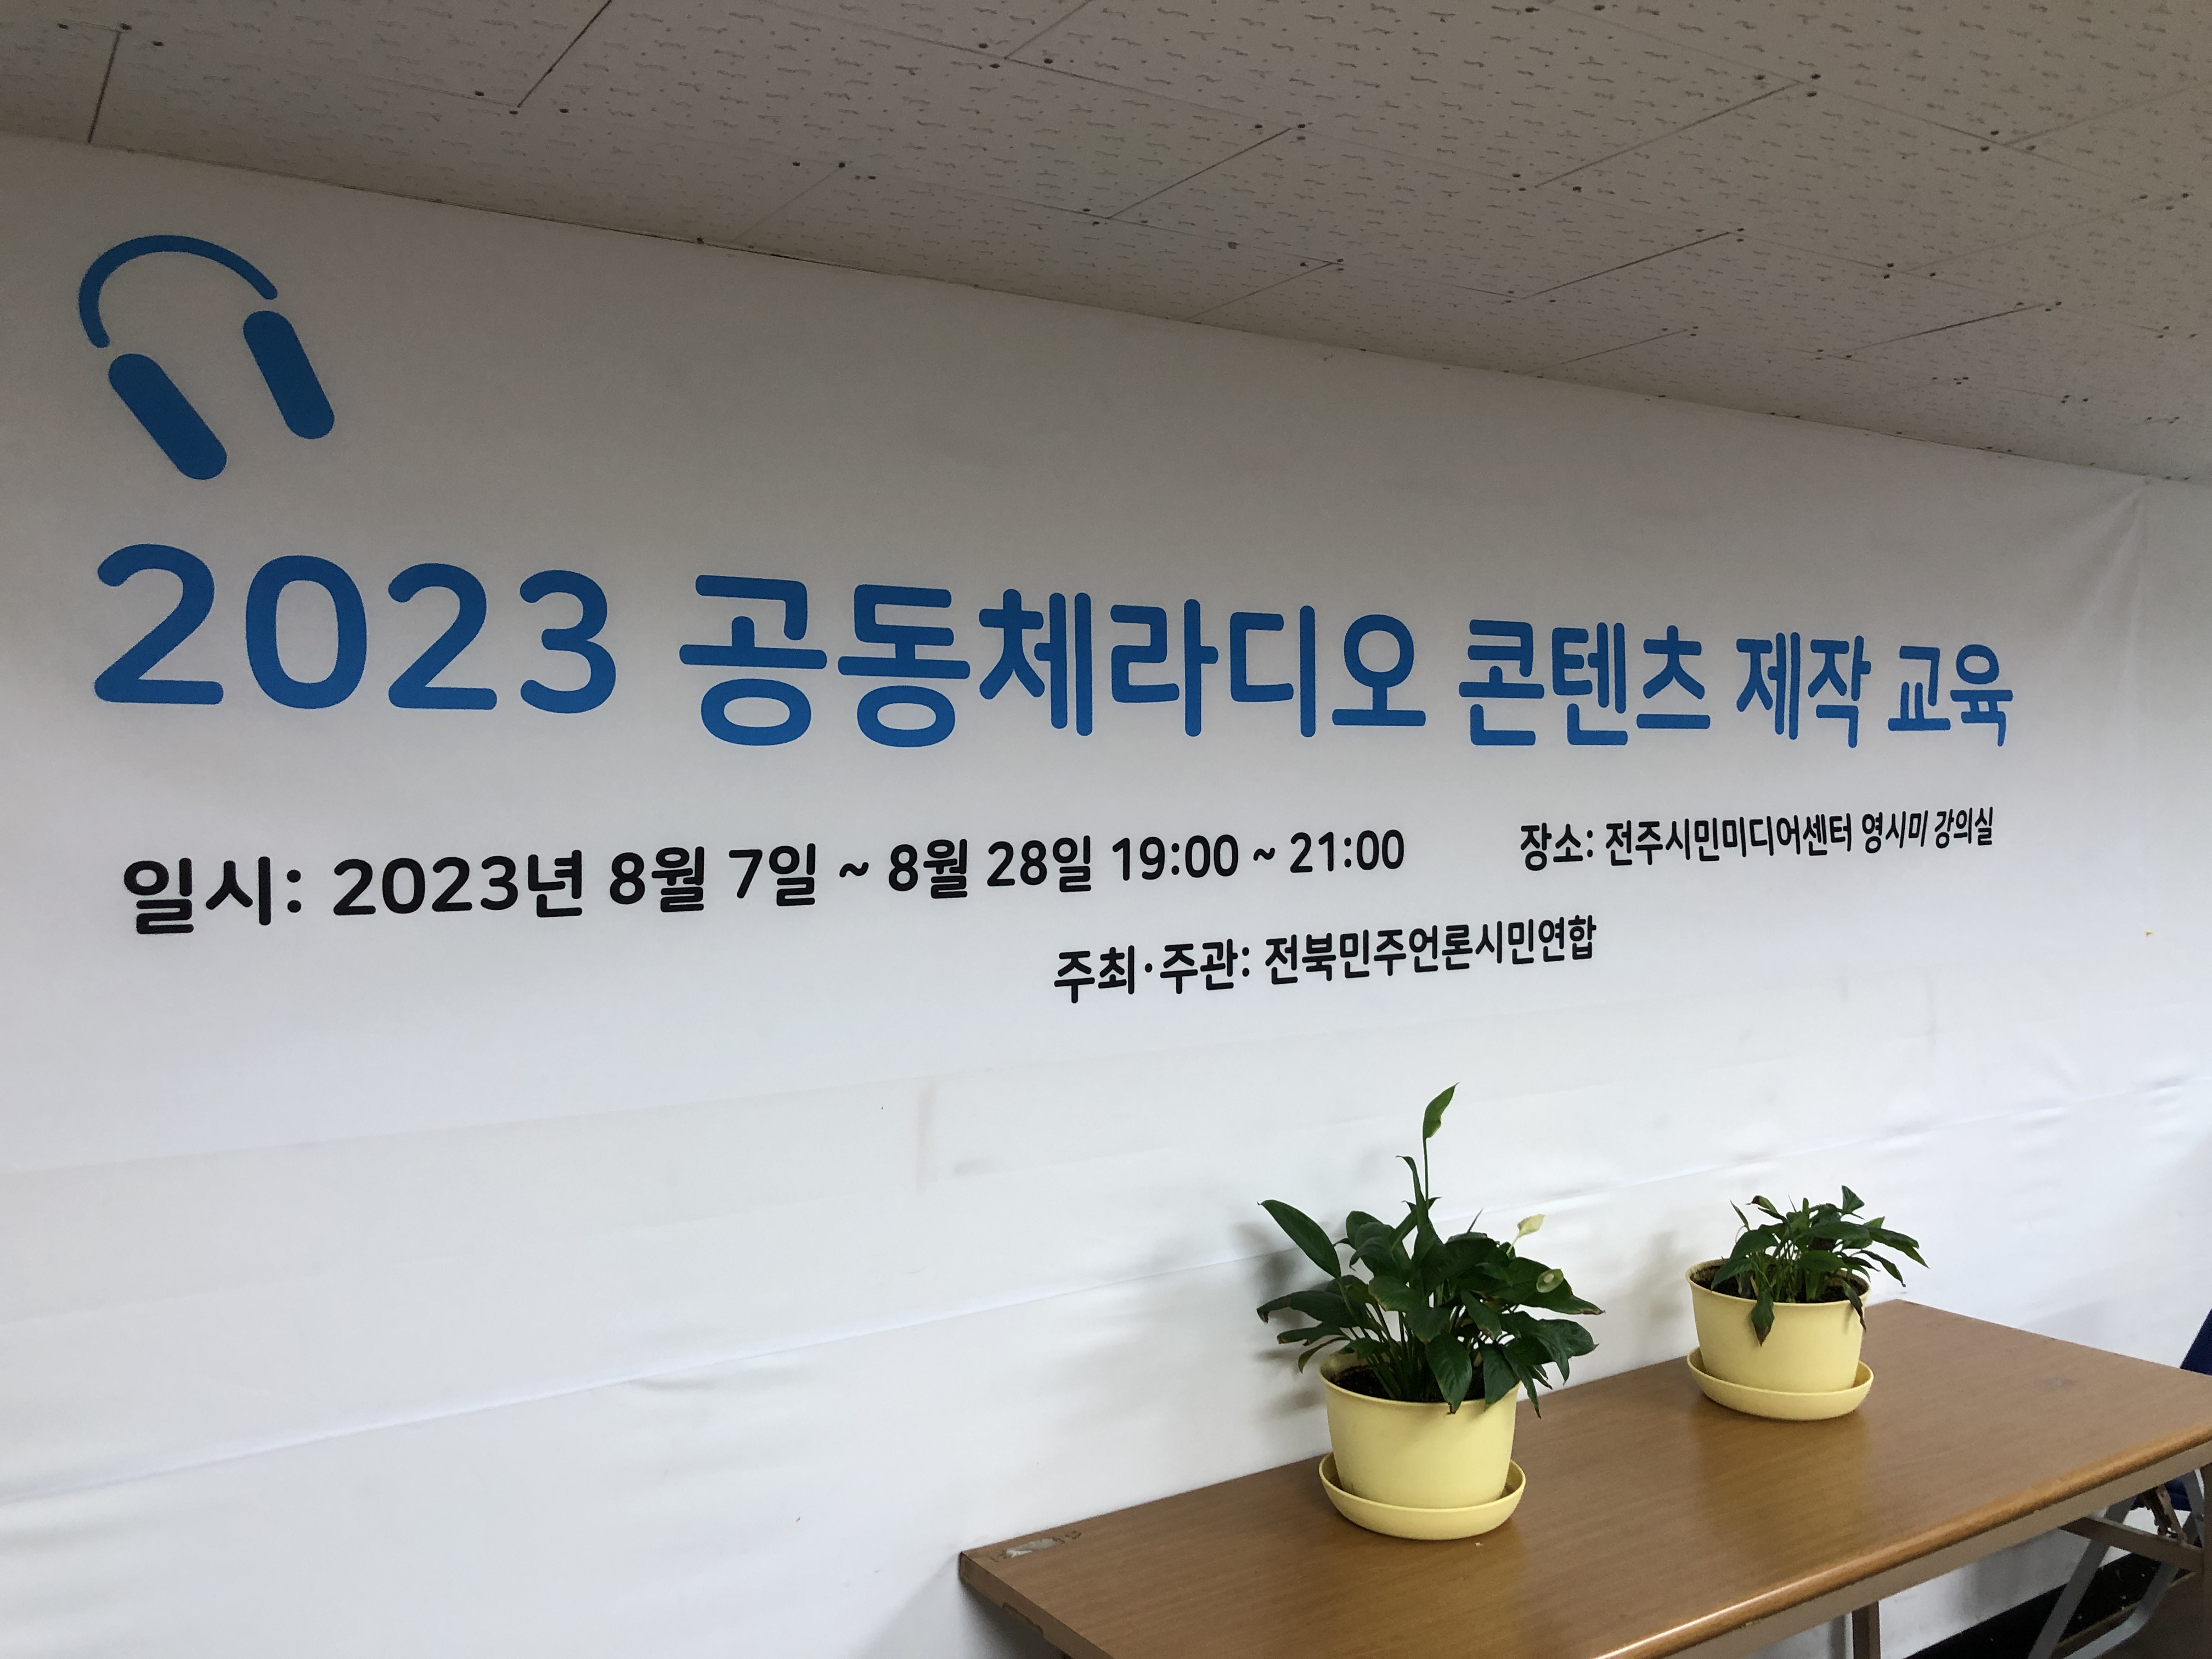 2023 공동체라디오 콘텐츠 제작 교육
일시: 2023년 8월 7일 ~ 8월 28일 19:00 ~ 21:00 장소: 전주시민미디어센터 영시미 강의실
주최·주관: 전북민주언론시민연합